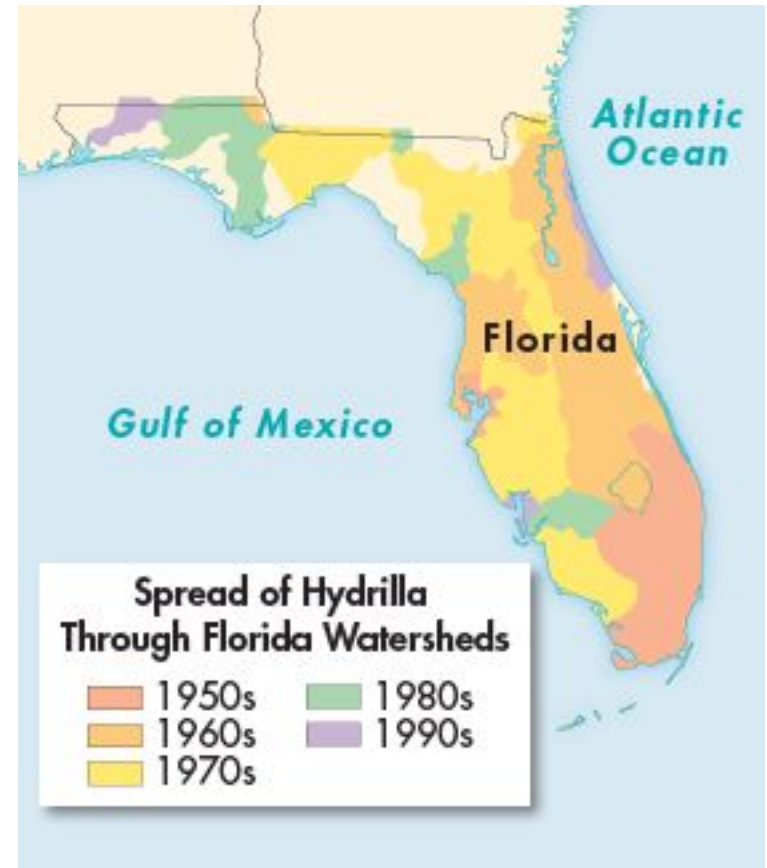 Atlantic
Ocean
Florida
Gulf of Mexico
Spread of Hydrilla
Through Florida Watersheds
1950s
1960s
1970s
1980s
1990s